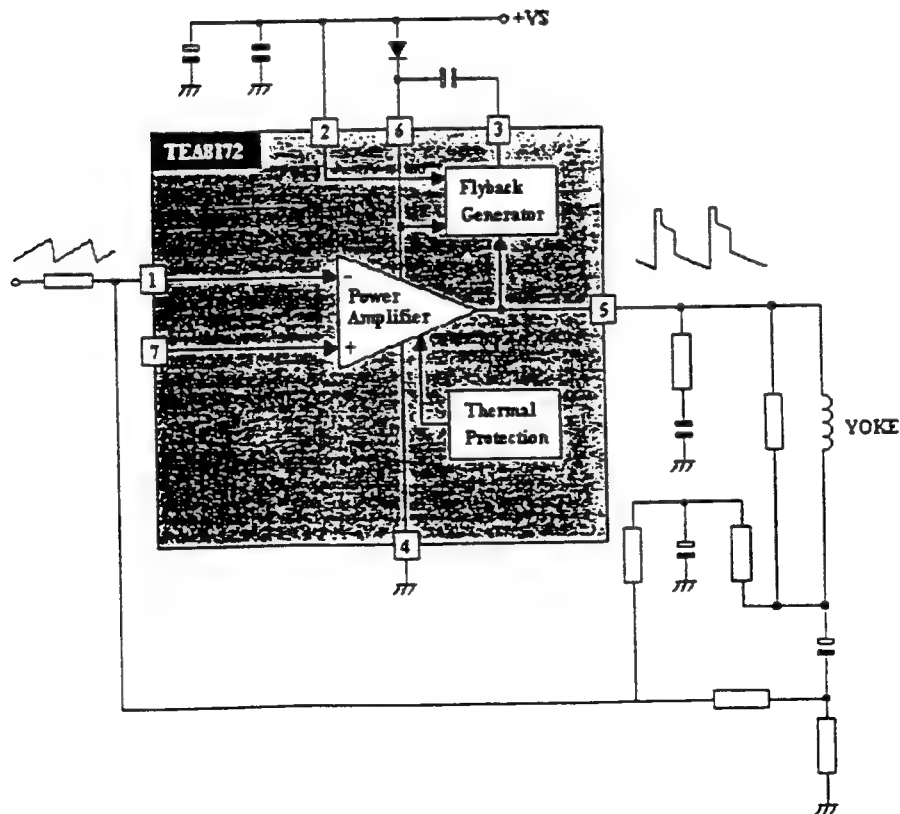 +VS
2
6
3
TEA8172
Flyback
Generator
1
-
Power
Amplifier
5
+
7
Thermal
Protection
YOKE
4